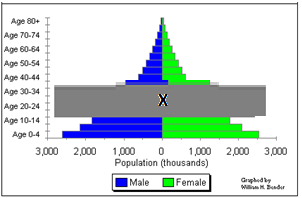 Age 80+
Age 70-74
Age 60-64
Age 50-54
Age 40-44
Age 30-34
X
Age 20-24
Age 10-14
Age 0-4
3,000 2,000 1,000 0 1,000 2,000 3,000
Population (thousands)
Male Female
Graphed by
William H. Bender